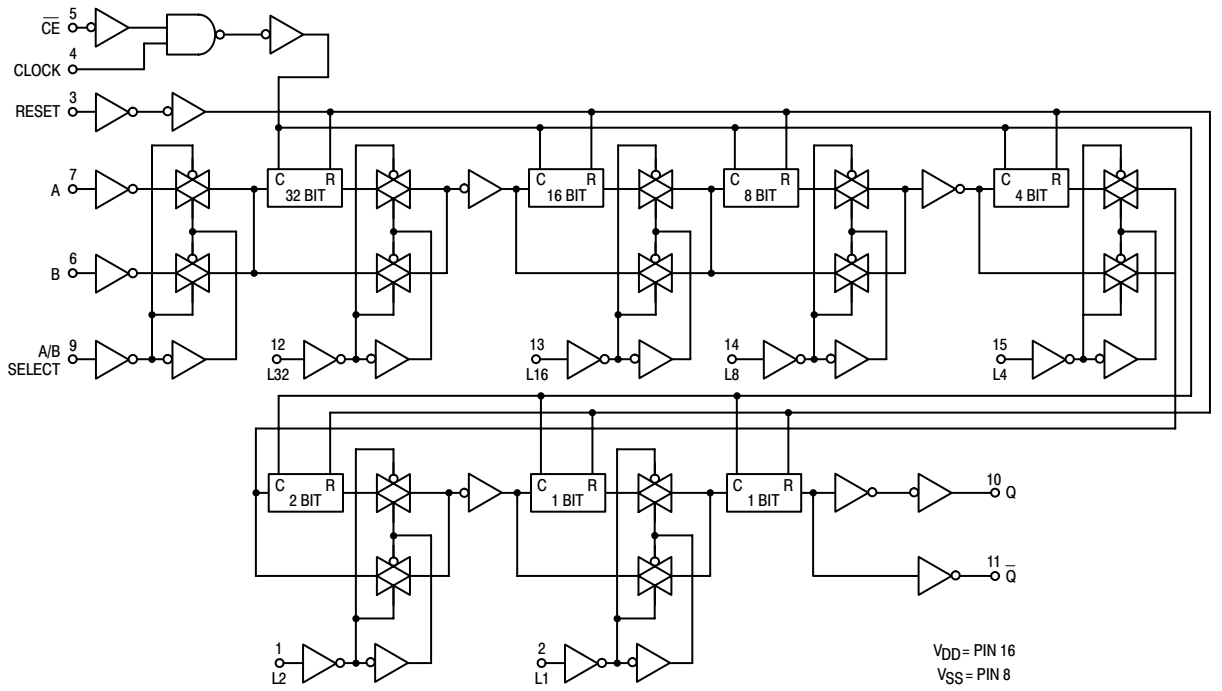 5
CE
4
CLOCK
3
RESET
7
A
C R
32 BIT
C R
16 BIT
C R
8 BIT
C R
4 BIT
6
B
9
A/B
SELECT
12
L32
13
L16
14
L8
15
L4
C R
2 BIT
C R
1 BIT
C R
1 BIT
10
Q
11
Q
1
L2
2
L1
VDD = PIN 16
VSS = PIN 8